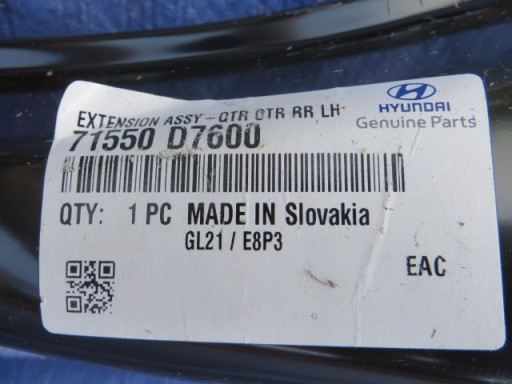 HYUNDAI
Genuine Parts
EXTENSION ASSY-QTR OTR RR, LH
71550 D7600
QTY: 1 PC MADE IN Slovakia
GL21 / E8P3
EAC